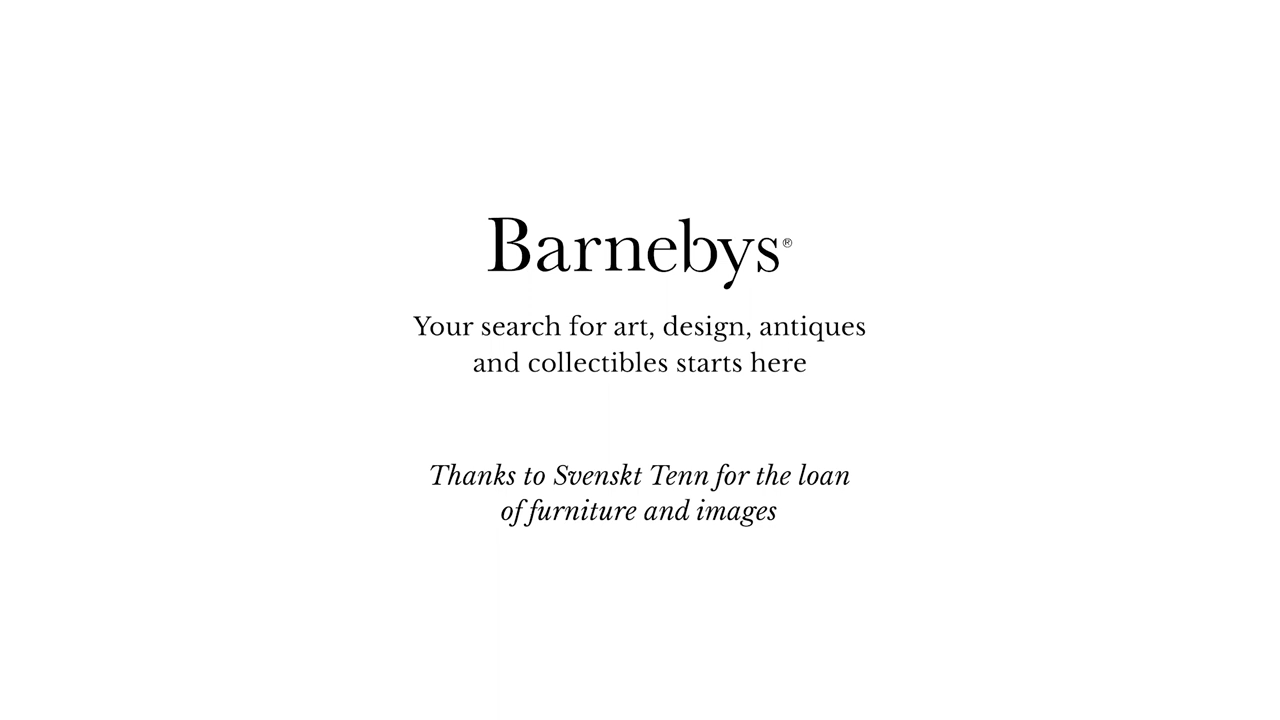 Barnebys®
Your search for art, design, antiques
and collectibles starts here
Thanks to Svenskt Tenn for the loan
of furniture and images